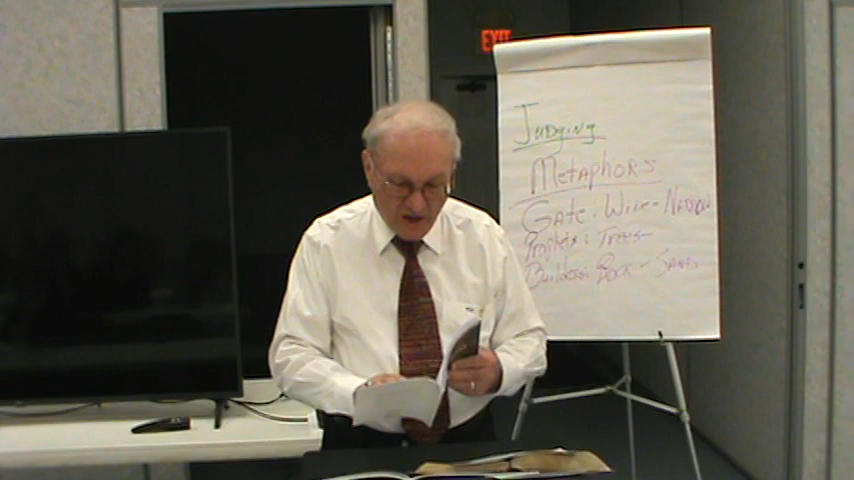 EXIT
Judging
Metaphors
Gate. Wide - Narrow
Prophets: Trees
Builders: Rock - Sand